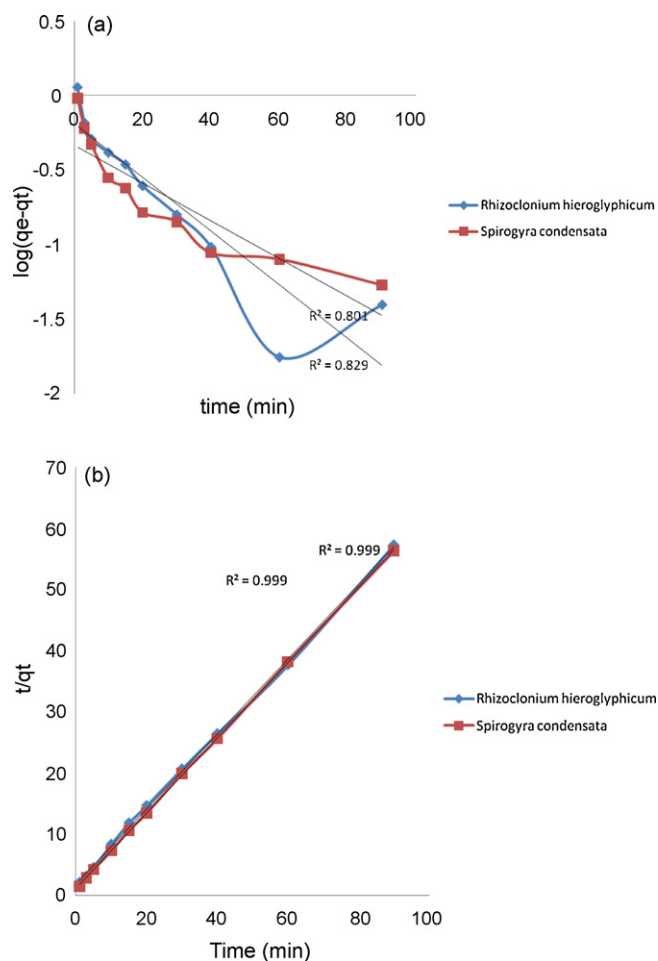 (a)
0.5
0
-0.5
-1
-1.5
-2
0 20 40 60 80 100
log(qe-qt)
time (min)
R² = 0.801
R² = 0.829
Rhizoclonium hieroglyphicum
Spirogyra condensata
(b)
70
60
50
40
30
20
10
0
0 20 40 60 80 100
t/qt
Time (min)
R² = 0.999
R² = 0.999
Rhizoclonium hieroglyphicum
Spirogyra condensata